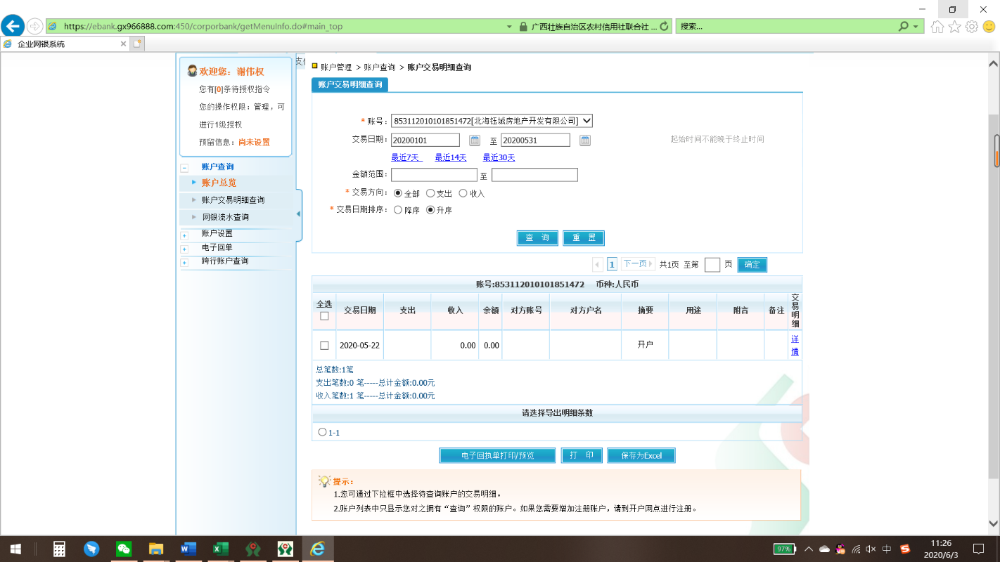 https://ebank.gx966888.com:450/corporbank/getMenuInfo.do#main_top
广西壮族自治区农村信用社联合社 ...
搜索...
企业网银系统
欢迎您：谢伟权
您有[0]条待授权指令
您的操作权限：管理，可
进行1级授权
预留信息：尚未设置
账户查询
账户总览
账户交易明细查询
网银流水查询
账户设置
电子回单
跨行账户查询
账户管理 > 账户查询 > 账户交易明细查询
账户交易明细查询
* 账号： 853112010101851472[北海钰城房地产开发有限公司]
交易日期： 20200101 至 20200531 起始时间不能晚于终止时间
最近7天 最近14天 最近30天
金额范围： 至
* 交易方向： 全部 支出 收入
* 交易日期排序： 降序 升序
查 询 重 置
1 下一页 共1页 至第 页 确定
账号:853112010101851472 币种:人民币
全选 交易日期 支出 收入 余额 对方账号 对方户名 摘要 用途 附言 备注 交易明细
2020-05-22 0.00 0.00 开户 详情
总笔数:1笔
支出笔数:0 笔-----总计金额:0.00元
收入笔数:1 笔-----总计金额:0.00元
请选择导出明细条数
1-1
电子回执单打印/预览 打 印 保存为Excel
提示：
1.您可通过下拉框中选择待查询账户的交易明细。
2.账户列表中只显示您对之拥有“查询”权限的账户。如果您需要增加注册账户，请到开户网点进行注册。
97%
中
11:26
2020/6/3